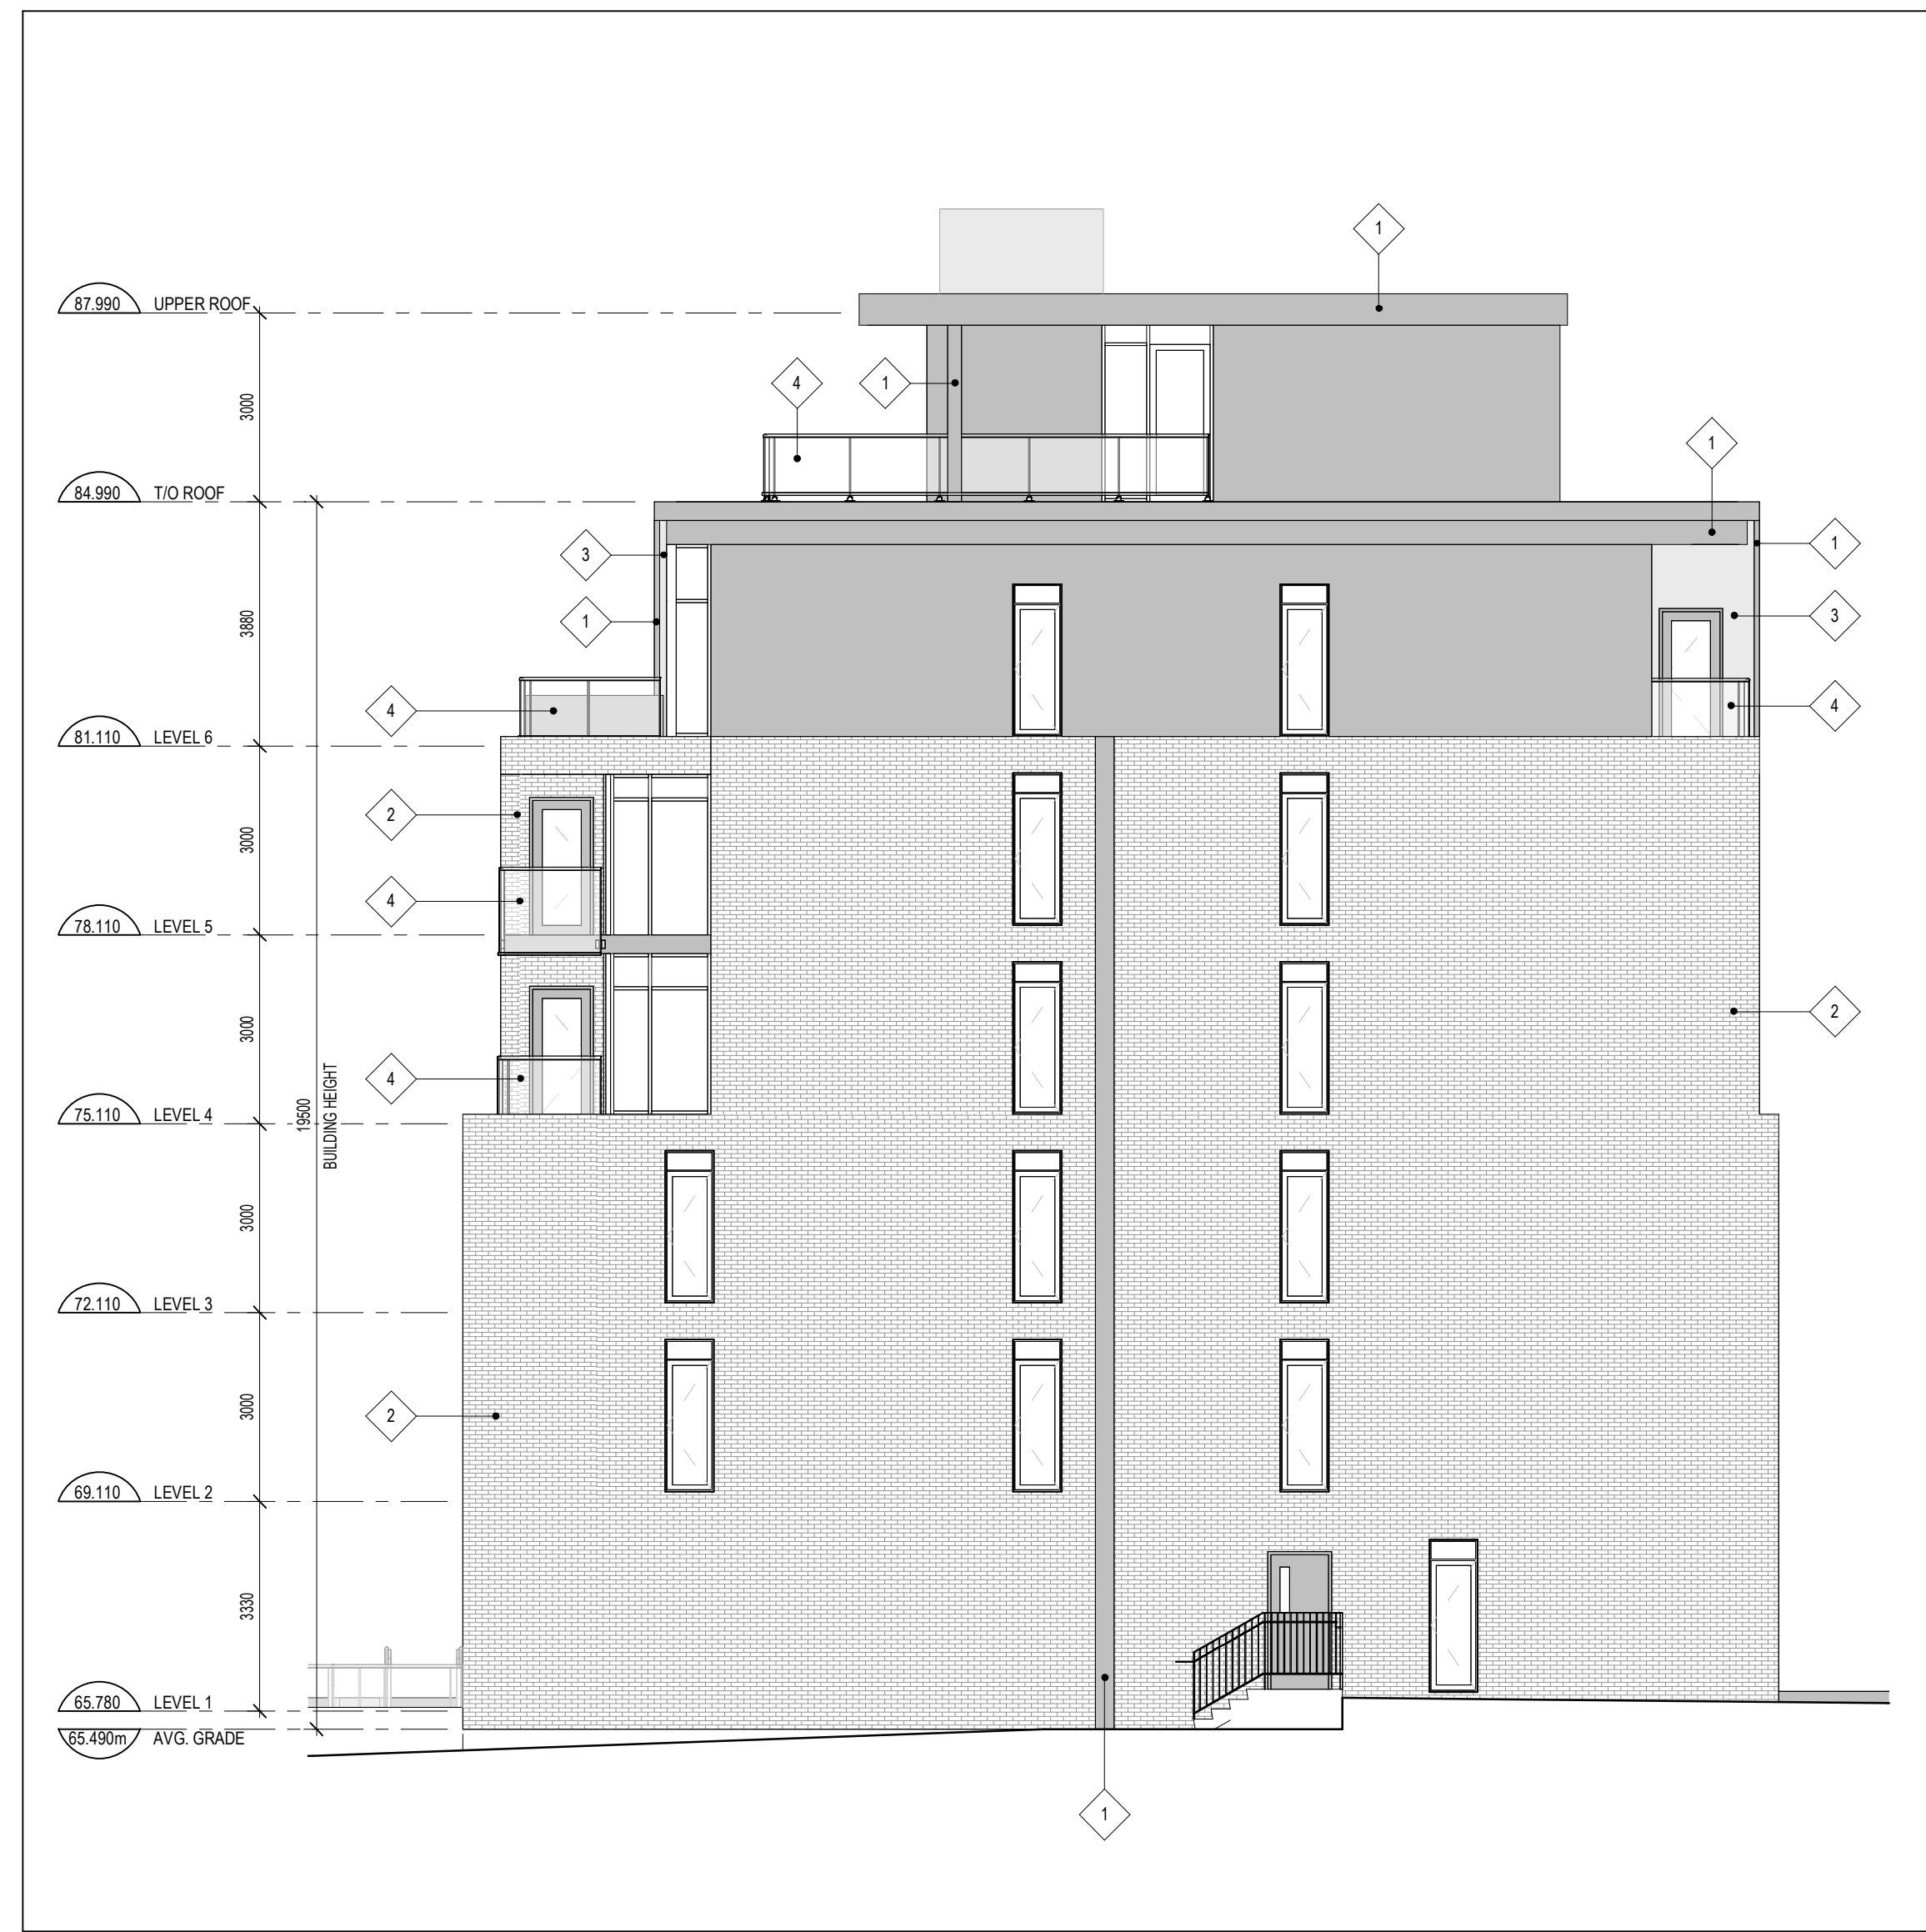 1
87.990 UPPER ROOF
3000
4
1
1
84.990 T/O ROOF
3
1
3880
1
3
4
4
81.110 LEVEL 6
2
3000
4
78.110 LEVEL 5
3000
2
4
19500
BUILDING HEIGHT
75.110 LEVEL 4
3000
72.110 LEVEL 3
3000
2
69.110 LEVEL 2
3330
65.780 LEVEL 1
65.490m AVG. GRADE
1